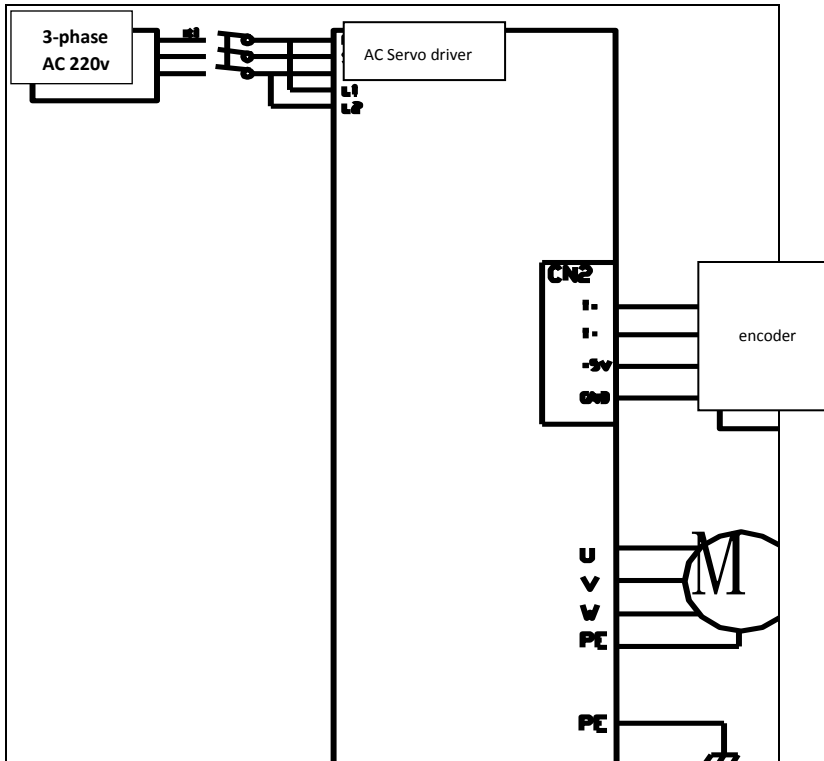 3-phase
AC 220v
AC Servo driver
L1
L2
CN2
encoder
GND
M
U
V
W
PE
PE